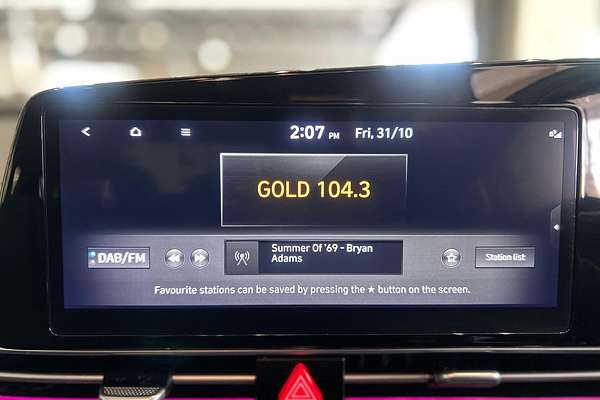 2:07 PM Fri, 31/10
GOLD 104.3
DAB/FM
Summer Of '69 - Bryan
Adams
Station list
Favourite stations can be saved by pressing the ★ button on the screen.